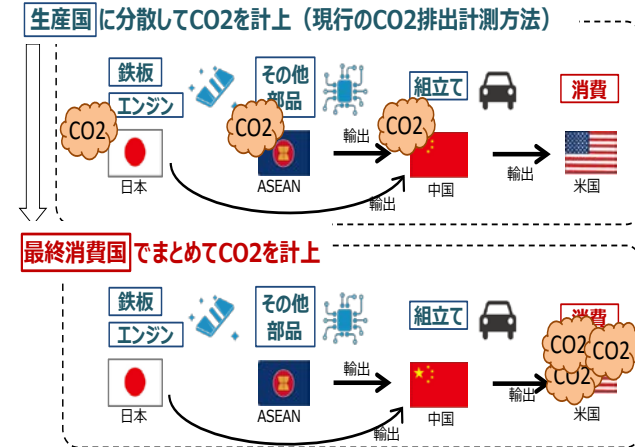 生産国に分散してCO2を計上（現行のCO2排出計測方法）
鉄板
エンジン
その他
部品
組立て
消費
CO2
CO2
CO2
輸出
輸出
輸出
日本
ASEAN
中国
米国
最終消費国でまとめてCO2を計上
鉄板
エンジン
その他
部品
組立て
消費
CO2
CO2
CO2
輸出
輸出
輸出
日本
ASEAN
中国
米国